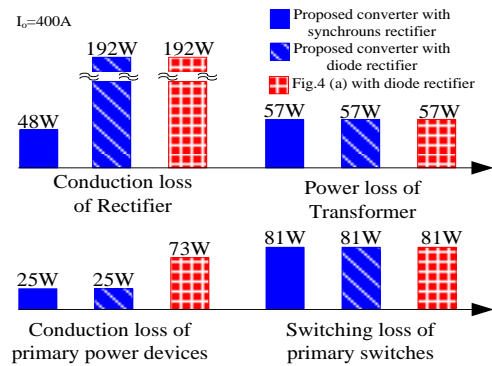 I₀=400A
Proposed converter with
synchrouns rectifier
Proposed converter with
diode rectifier
Fig.4 (a) with diode rectifier
48W
192W
192W
57W
57W
57W
Conduction loss
of Rectifier
Power loss of
Transformer
25W
25W
73W
81W
81W
81W
Conduction loss of
primary power devices
Switching loss of
primary switches